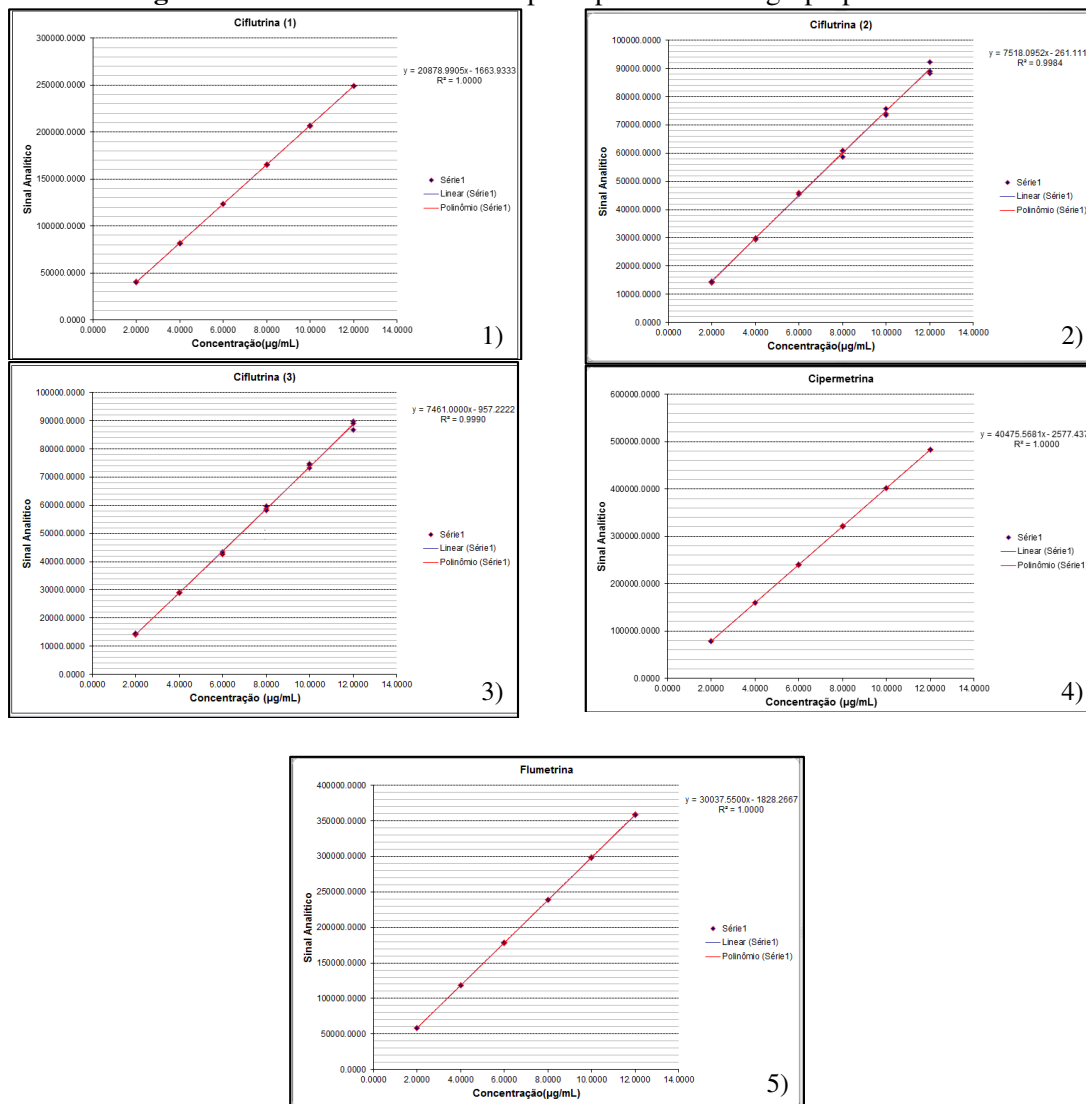 Ciflutrina (1)
300000.0000
250000.0000
200000.0000
150000.0000
100000.0000
50000.0000
0.0000
Sinal Analítico
y = 20878.9905x - 1663.9333
R² = 1.0000
Série1
Linear (Série1)
Polinômio (Série1)
0.0000 2.0000 4.0000 6.0000 8.0000 10.0000 12.0000 14.0000
Concentração(µg/mL)
1)
Ciflutrina (2)
100000.0000
90000.0000
80000.0000
70000.0000
60000.0000
50000.0000
40000.0000
30000.0000
20000.0000
10000.0000
0.0000
Sinal Analítico
y = 7518.0952x - 261.111
R² = 0.9984
Série1
Linear (Série1)
Polinômio (Série1)
0.0000 2.0000 4.0000 6.0000 8.0000 10.0000 12.0000 14.0000
Concentração(µg/mL)
2)
Ciflutrina (3)
100000.0000
90000.0000
80000.0000
70000.0000
60000.0000
50000.0000
40000.0000
30000.0000
20000.0000
10000.0000
0.0000
Sinal Analítico
y = 7461.0000x - 957.2222
R² = 0.9990
Série1
Linear (Série1)
Polinômio (Série1)
0.0000 2.0000 4.0000 6.0000 8.0000 10.0000 12.0000 14.0000
Concentração (µg/mL)
3)
Cipermetrina
600000.0000
500000.0000
400000.0000
300000.0000
200000.0000
100000.0000
0.0000
Sinal Analítico
y = 40475.5681x - 2577.437
R² = 1.0000
Série1
Linear (Série1)
Polinômio (Série1
0.0000 2.0000 4.0000 6.0000 8.0000 10.0000 12.0000 14.0000
Concentração (µg/mL)
4)
Flumetrina
400000.0000
350000.0000
300000.0000
250000.0000
200000.0000
150000.0000
100000.0000
50000.0000
0.0000
Sinal Analítico
y = 30037.5500x - 1828.2667
R² = 1.0000
Série1
Linear (Série1)
Polinômio (Série1)
0.0000 2.0000 4.0000 6.0000 8.0000 10.0000 12.0000 14.0000
Concentração(µg/mL)
5)